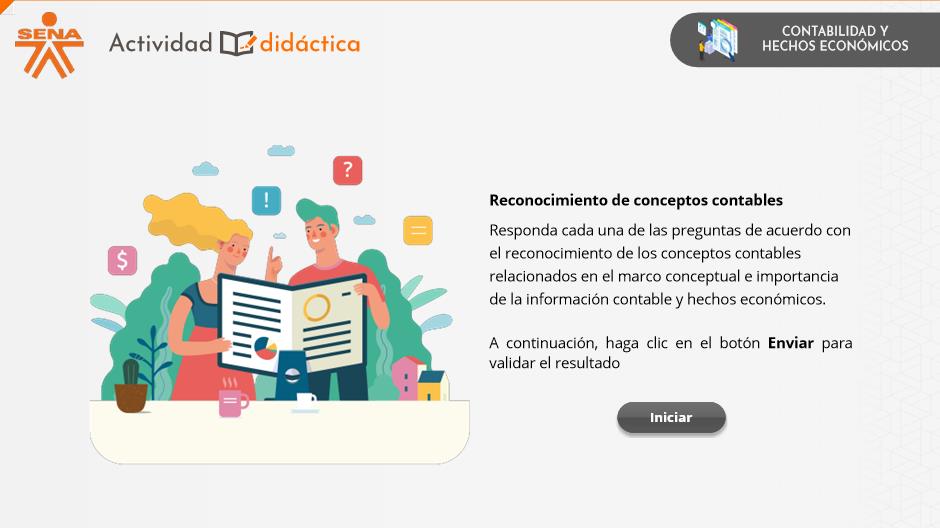 SENA
Actividad didáctica
CONTABILIDAD Y
HECHOS ECONÓMICOS
?
!
=
$
Reconocimiento de conceptos contables
Responda cada una de las preguntas de acuerdo con
el reconocimiento de los conceptos contables
relacionados en el marco conceptual e importancia
de la información contable y hechos económicos.
A continuación, haga clic en el botón Enviar para
validar el resultado
Iniciar